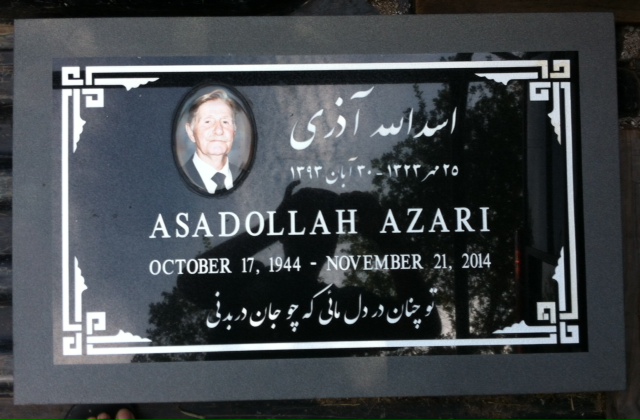 اسدالله آذری
۲۵ مهر ۱۳۲۳ - ۳۰ آبان ۱۳۹۳
ASADOLLAH AZARI
OCTOBER 17, 1944 - NOVEMBER 21, 2014
تو چنان در دل مانی که چو جان در بدنی